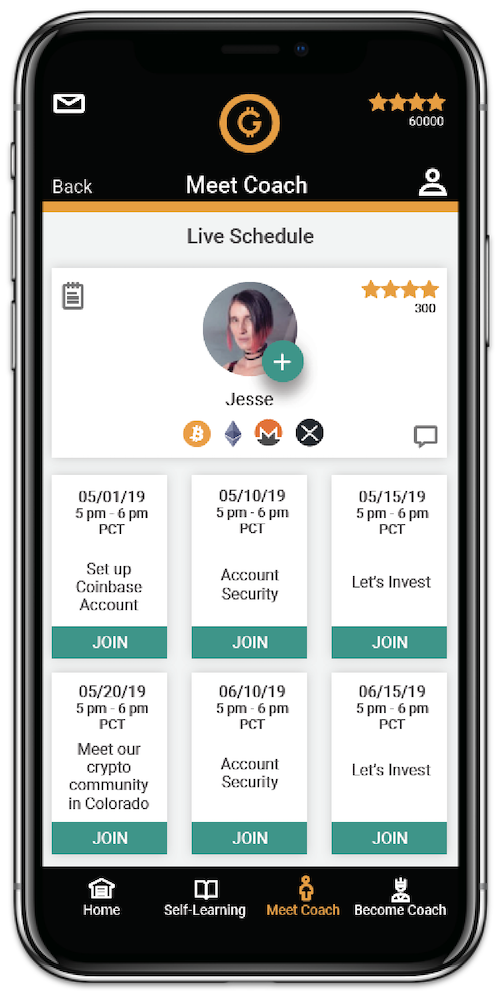 60000
Back
Meet Coach
Live Schedule
300
Jesse
05/01/19
5 pm - 6 pm
PCT
Set up
Coinbase
Account
JOIN
05/10/19
5 pm - 6 pm
PCT
Account
Security
JOIN
05/15/19
5 pm - 6 pm
PCT
Let's Invest
JOIN
05/20/19
5 pm - 6 pm
PCT
Meet our
crypto
community
in Colorado
JOIN
06/10/19
5 pm - 6 pm
PCT
Account
Security
JOIN
06/15/19
5 pm - 6 pm
PCT
Let's Invest
JOIN
Home
Self-Learning
Meet Coach
Become Coach